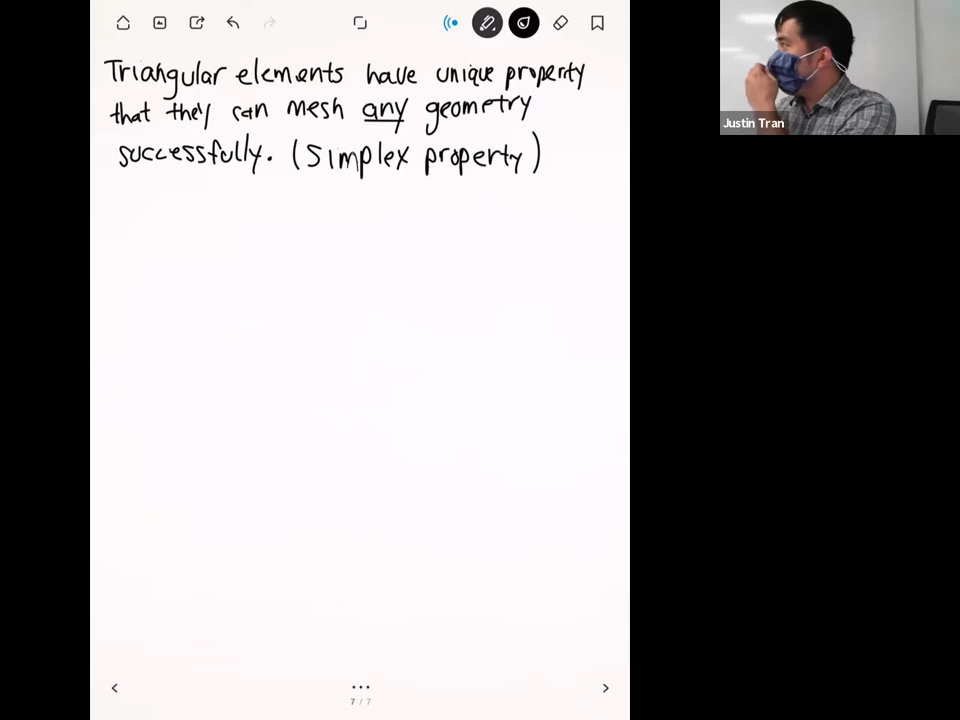 Triangular elements have unique property
that they can mesh any geometry
successfully. (Simplex property)
Justin Tran
7 / 7